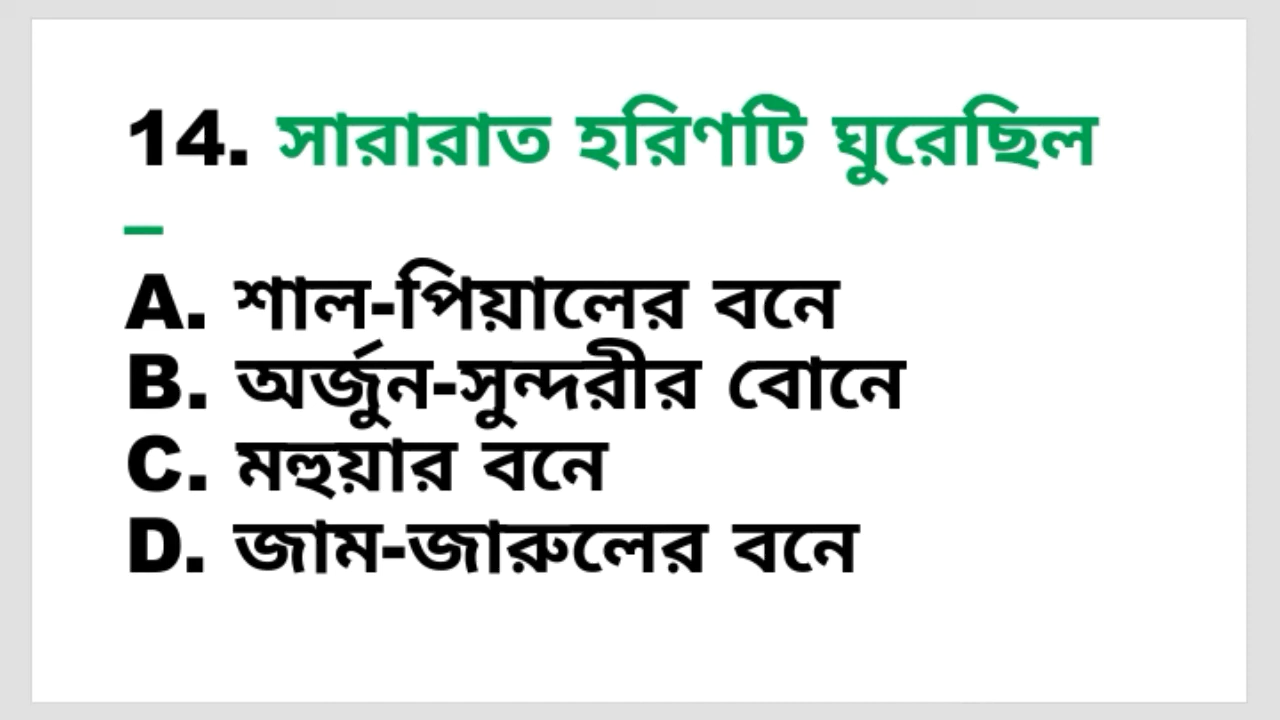 14. সারারাত হরিণটি ঘুরেছিল
–
A. শাল-পিয়ালের বনে
B. অর্জুন-সুন্দরীর বোনে
C. মহুয়ার বনে
D. জাম-জারুলের বনে